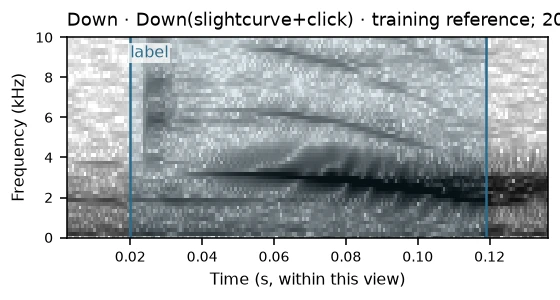 Down · Down(slightcurve+click) · training reference; 20
label
10
8
6
4
2
0
Frequency (kHz)
0.02 0.04 0.06 0.08 0.10 0.12
Time (s, within this view)